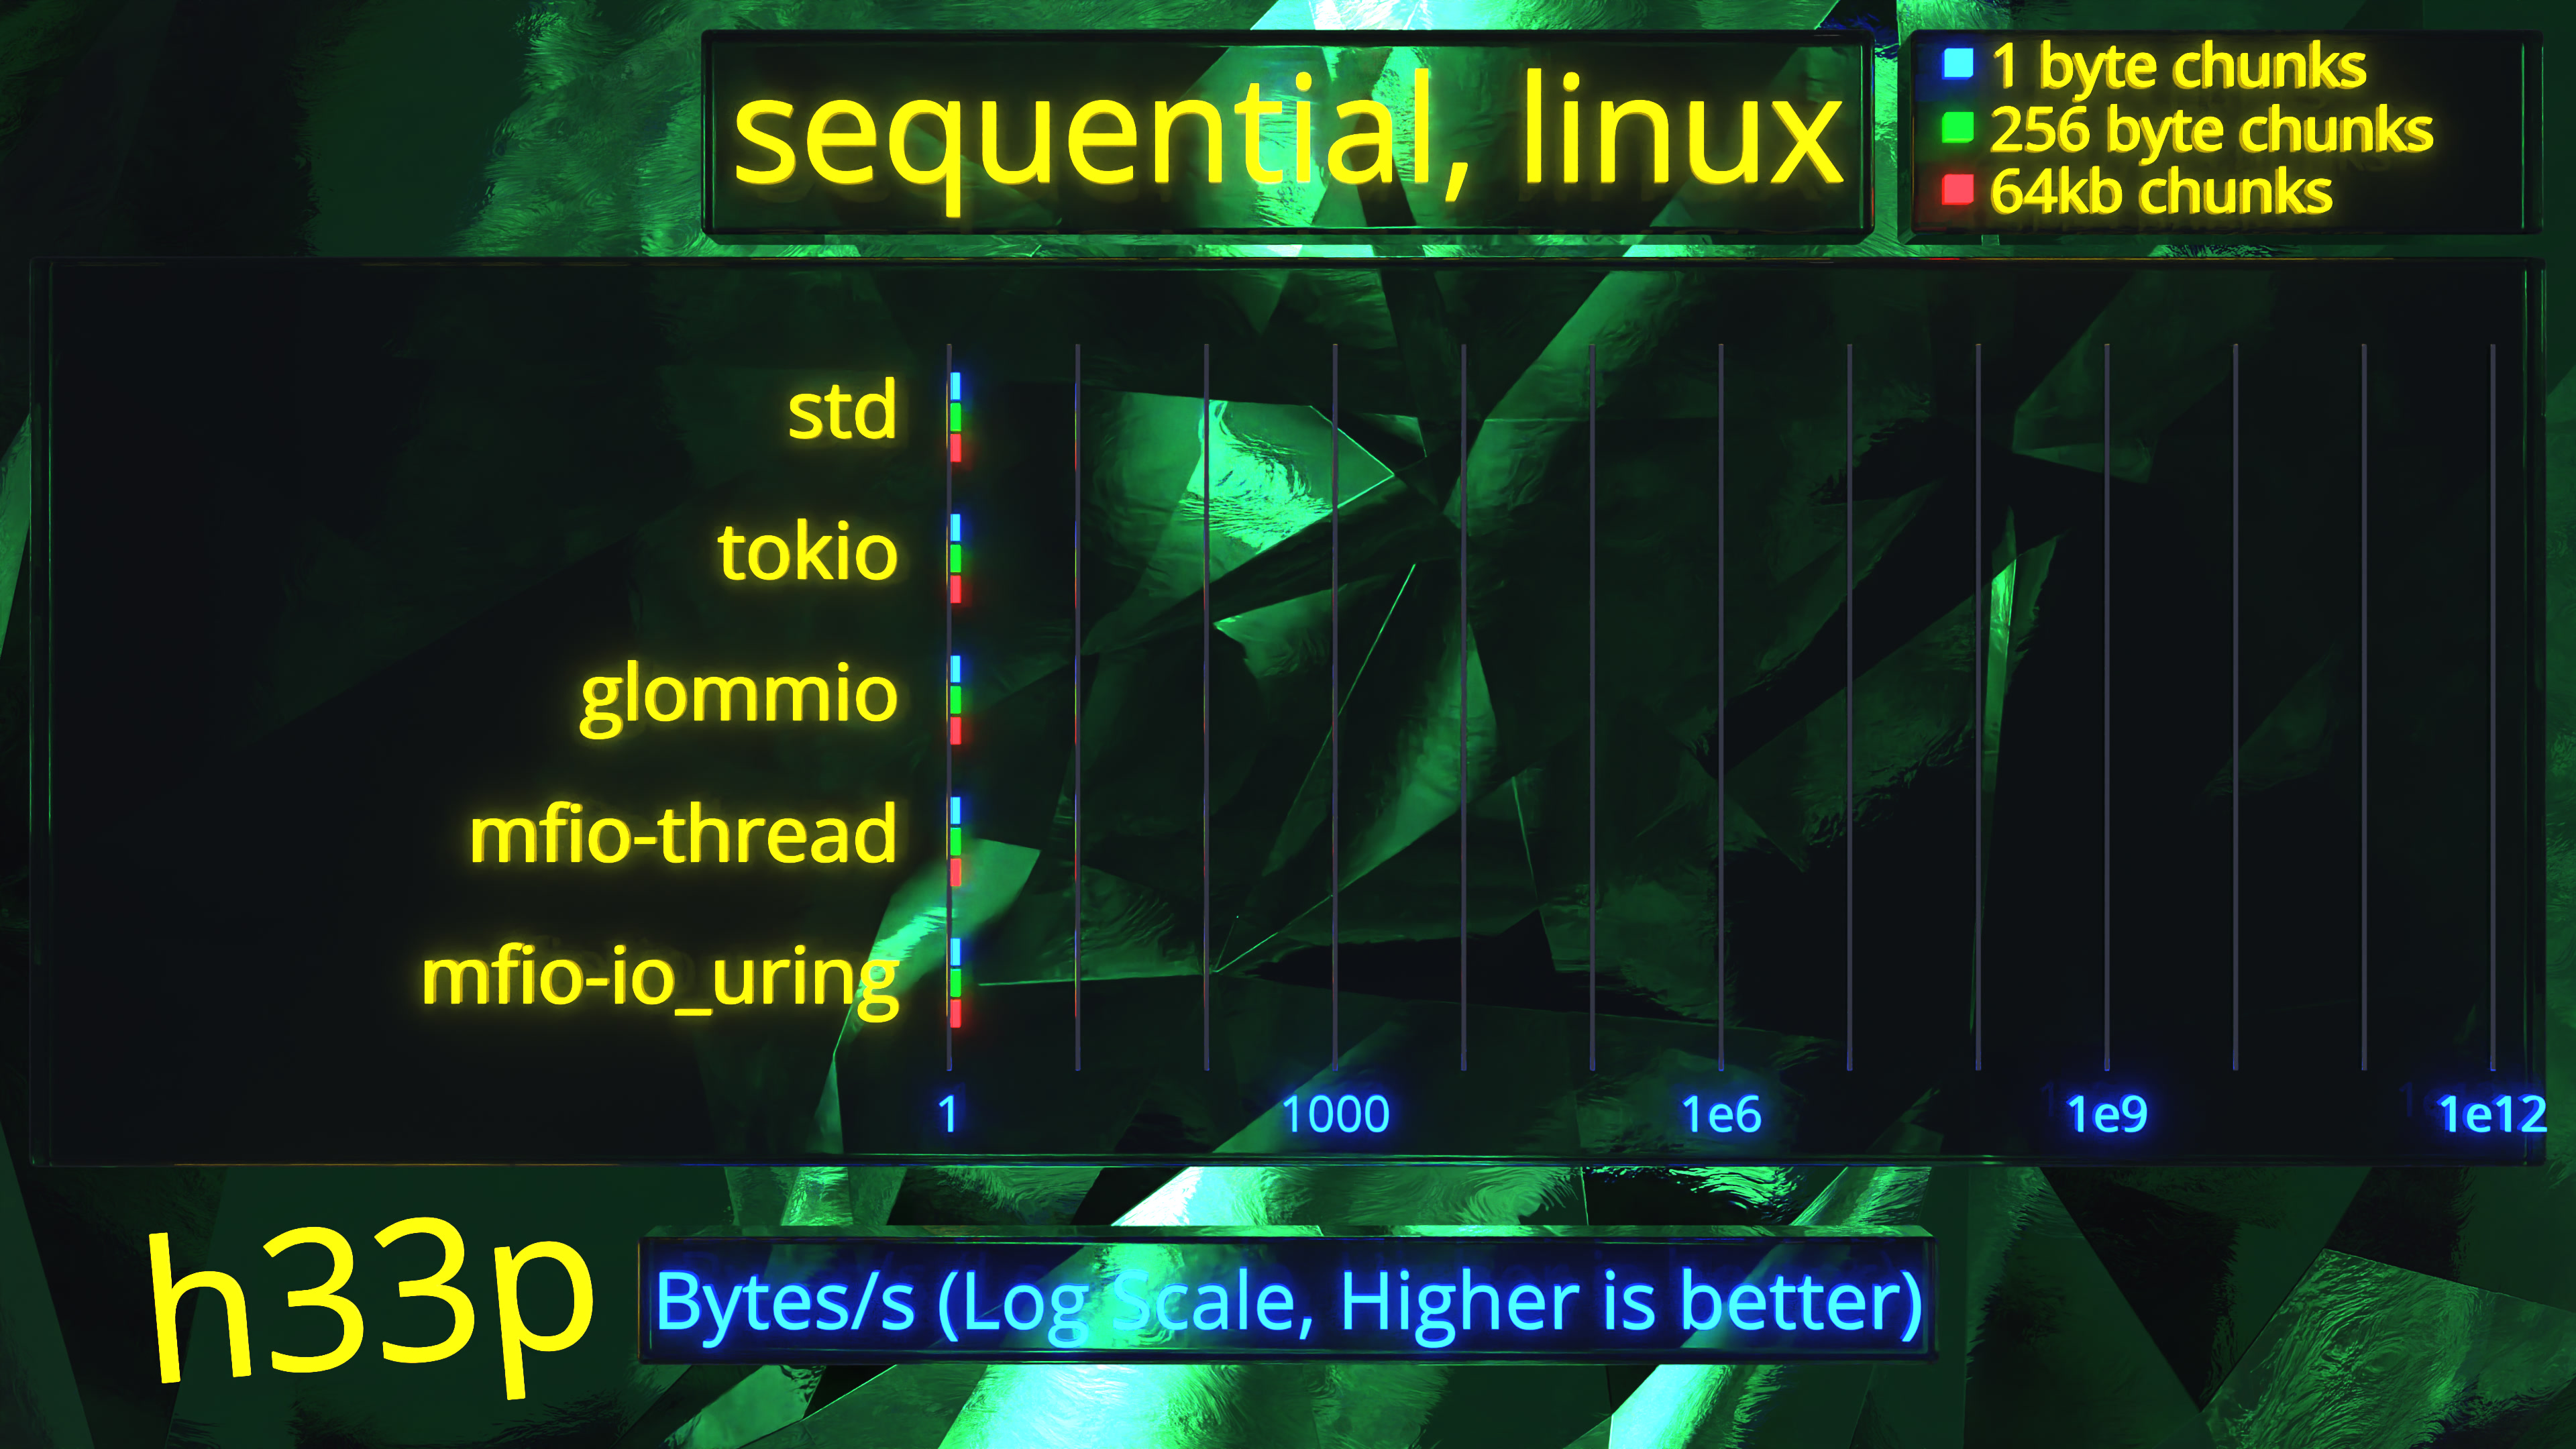 sequential, linux
1 byte chunks
256 byte chunks
64kb chunks
std
tokio
glommio
mfio-thread
mfio-io_uring
1 1000 1e6 1e9 1e12
h33p
Bytes/s (Log Scale, Higher is better)